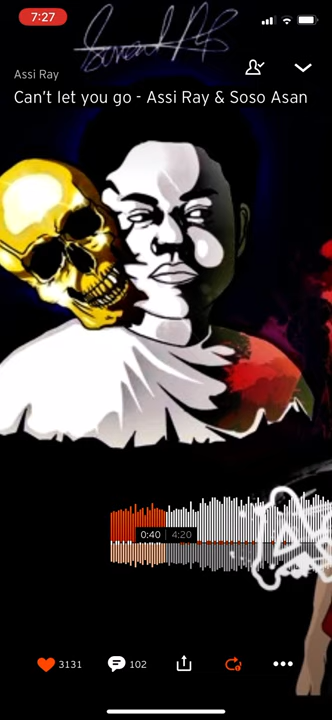 7:27
Assi Ray
Can't let you go - Assi Ray & Soso Asan
0:40 | 4:20
3131
102